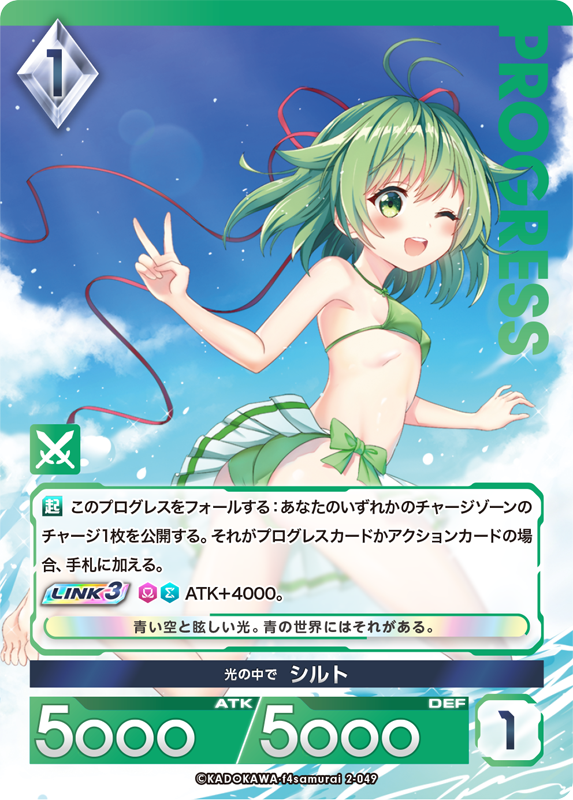 1
PROGRESS
起 このプログレスをフォールする：あなたのいずれかのチャージゾーンの
チャージ1枚を公開する。それがプログレスカードかアクションカードの場
合、手札に加える。
LINK3 Ω Σ ATK+4000。
青い空と眩しい光。青の世界にはそれがある。
光の中で シルト
5000 ATK 5000 DEF 1
©KADOKAWA・f4samurai 2-049